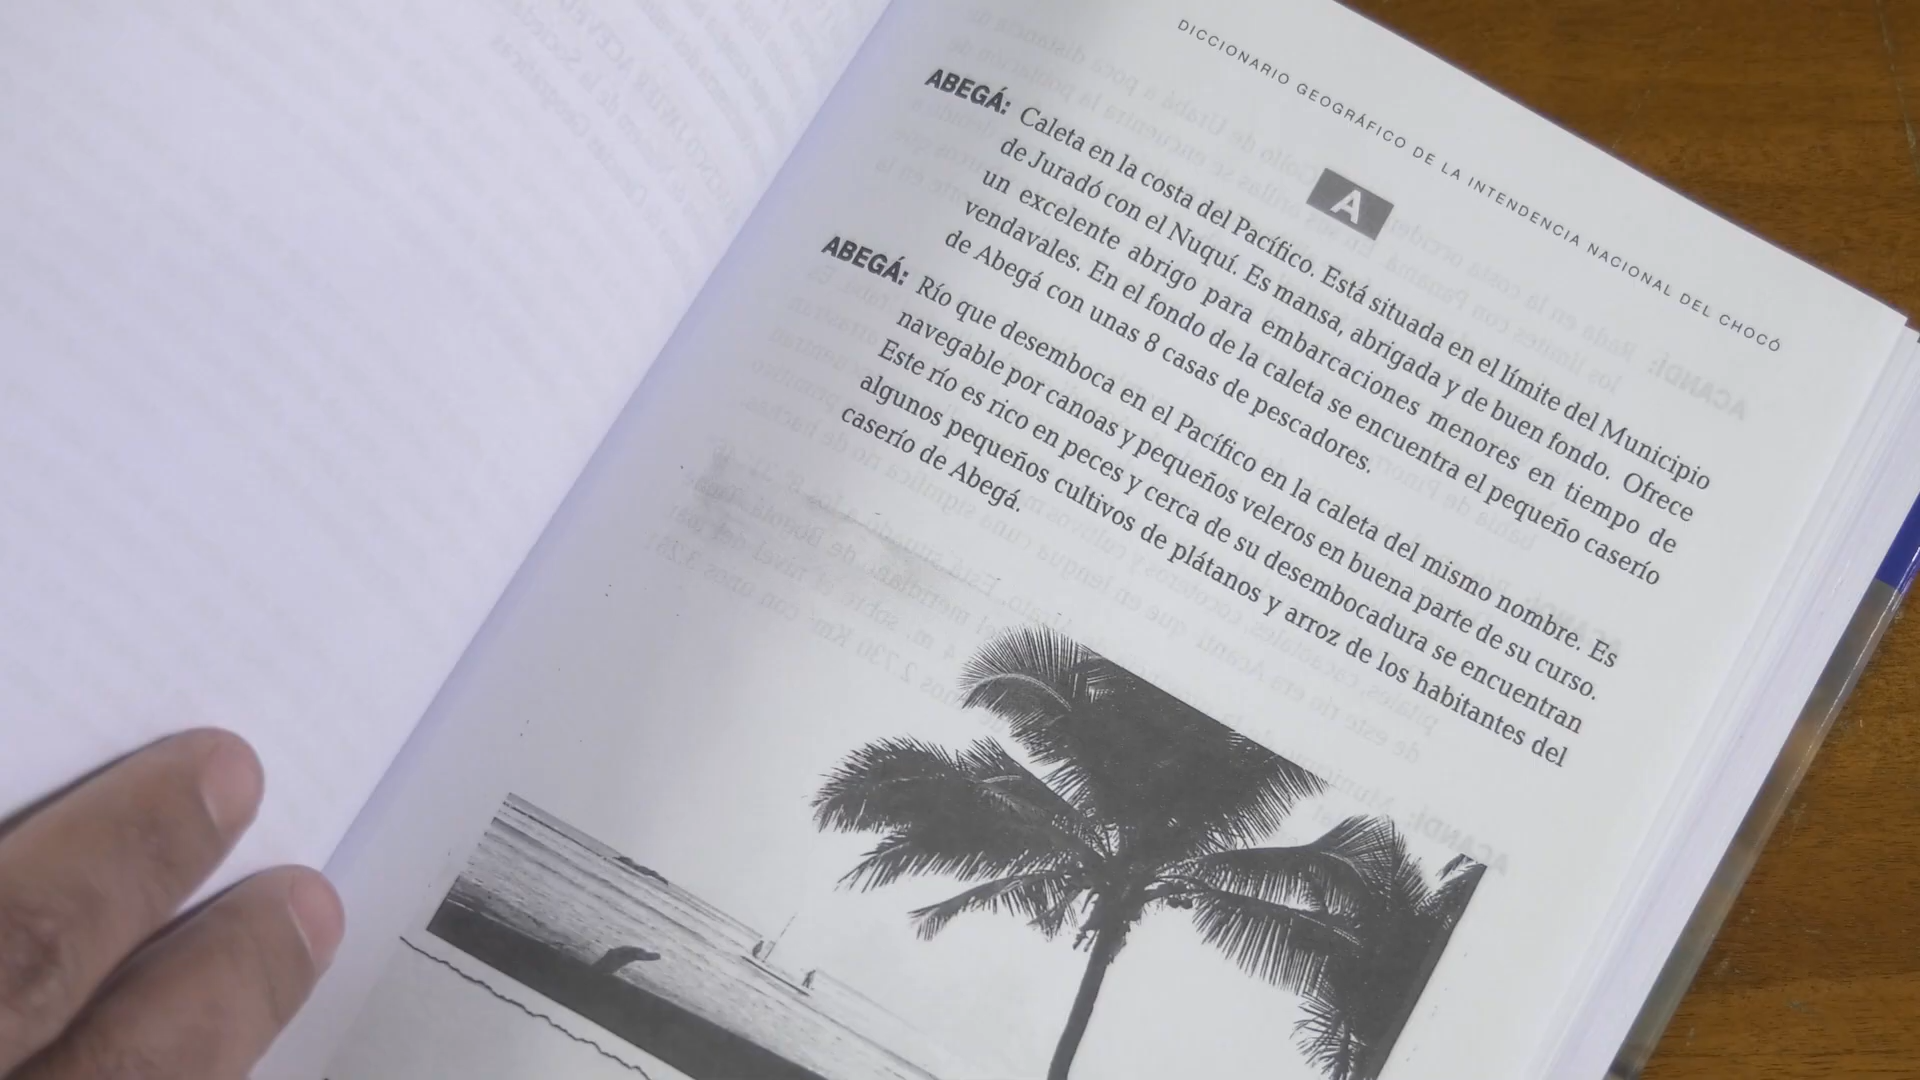 DICCIONARIO GEOGRÁFICO DE LA INTENDENCIA NACIONAL DEL CHOCÓ
A
ABEGÁ: Caleta en la costa del Pacífico. Está situada en el límite del Municipio
de Juradó con el Nuquí. Es mansa, abrigada y de buen fondo. Ofrece
un excelente abrigo para embarcaciones menores en tiempo de
vendavales. En el fondo de la caleta se encuentra el pequeño caserío
de Abegá con unas 8 casas de pescadores.
ABEGÁ: Río que desemboca en el Pacífico en la caleta del mismo nombre. Es
navegable por canoas y pequeños veleros en buena parte de su curso.
Este río es rico en peces y cerca de su desembocadura se encuentran
algunos pequeños cultivos de plátanos y arroz de los habitantes del
caserío de Abegá.